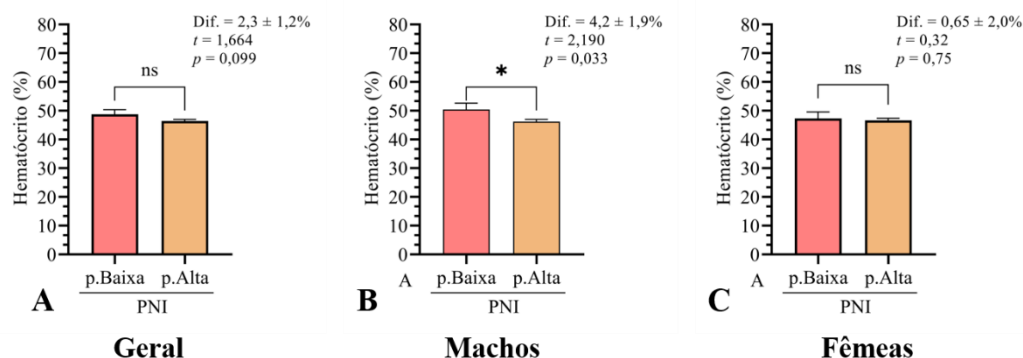 Dif. = 2,3 ± 1,2%
t = 1,664
p = 0,099
ns
Hematócrito (%)
80
70
60
50
40
30
20
10
0
p.Baixa p.Alta
PNI
A
Geral
Dif. = 4,2 ± 1,9%
t = 2,190
p = 0,033
*
Hematócrito (%)
80
70
60
50
40
30
20
10
0
A
p.Baixa p.Alta
PNI
B
Machos
Dif. = 0,65 ± 2,0%
t = 0,32
p = 0,75
ns
Hematócrito (%)
80
70
60
50
40
30
20
10
0
A
p.Baixa p.Alta
PNI
C
Fêmeas